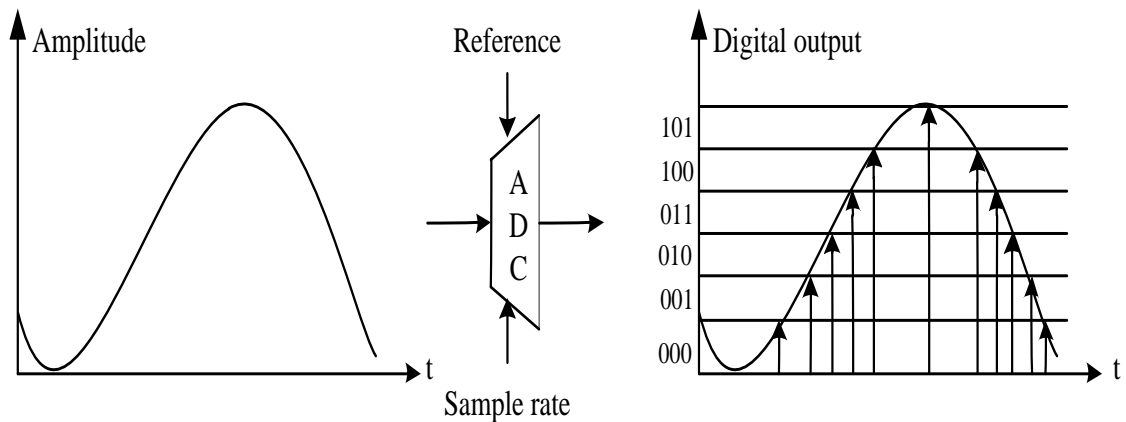 Amplitude
t
Reference
A
D
C
Sample rate
Digital output
101
100
011
010
001
000
t